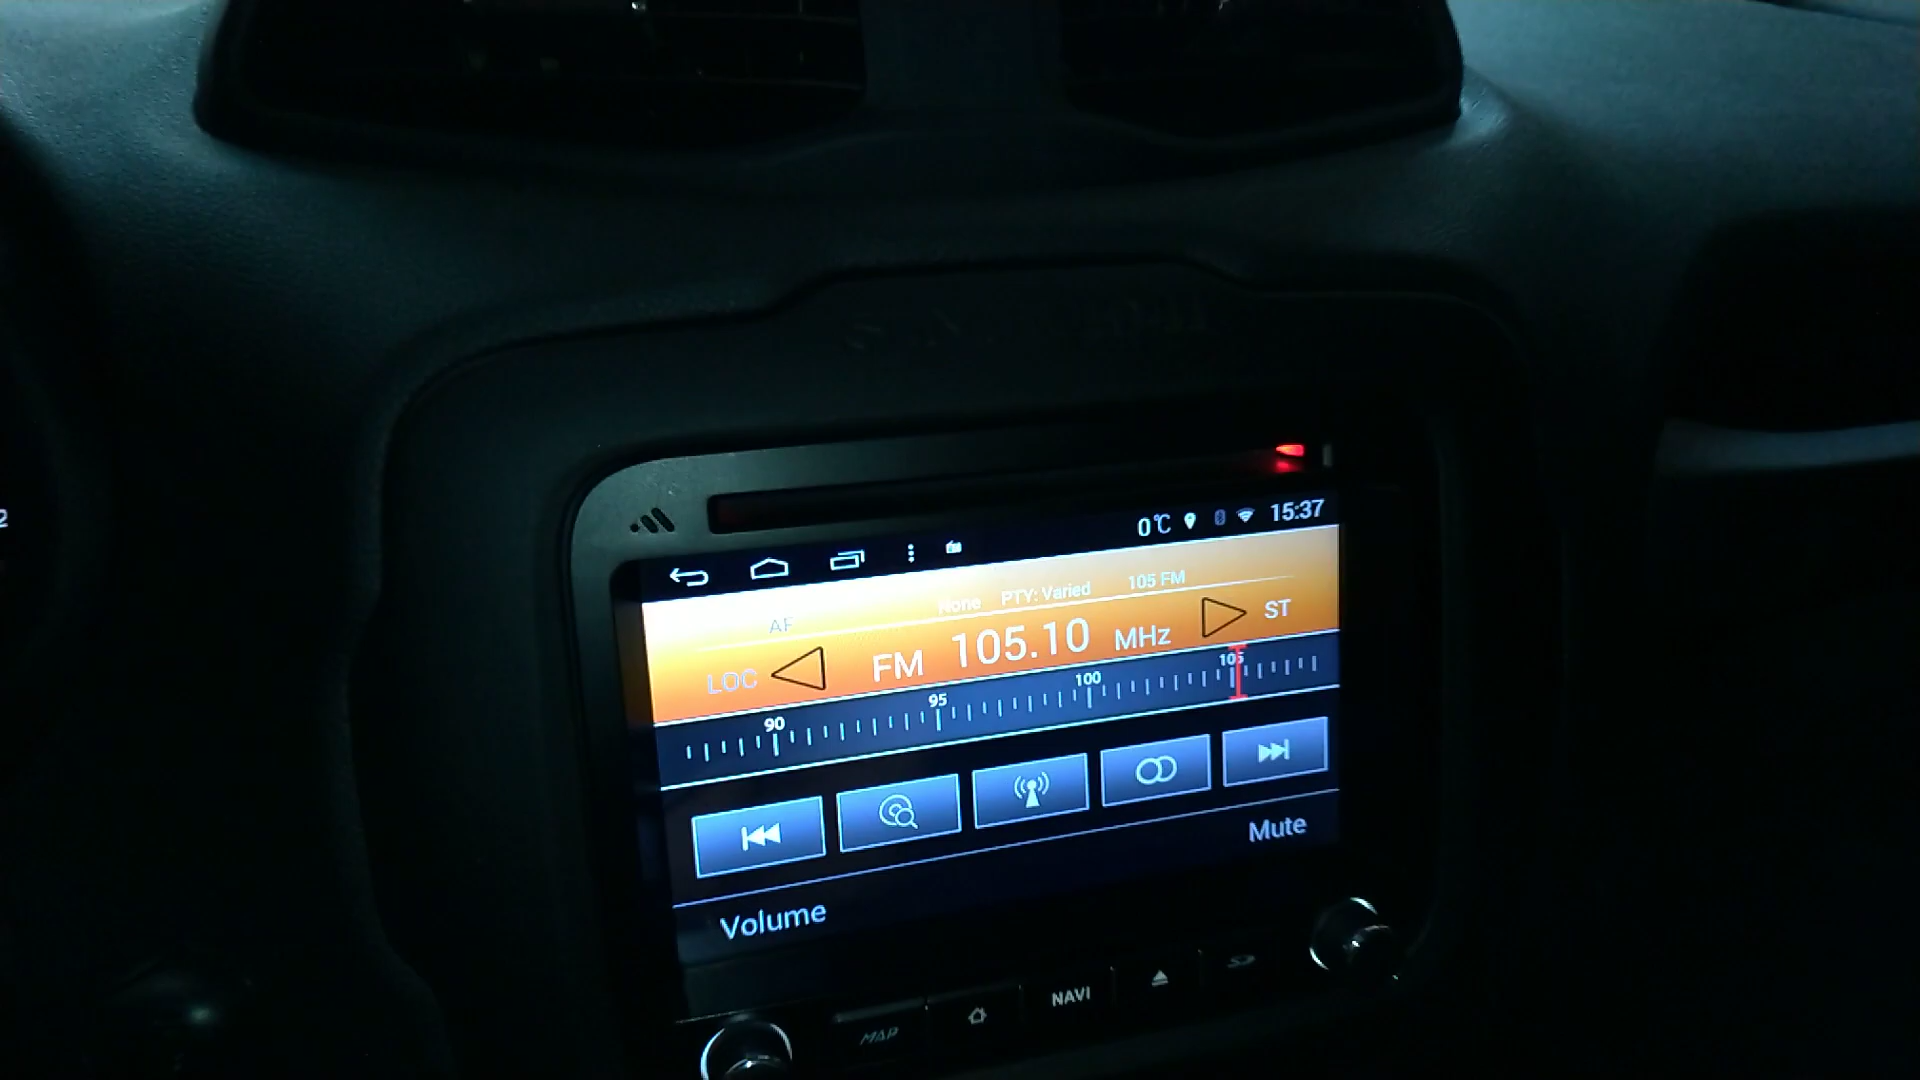 2
0°C 15:37
None PTY: Varied 105 FM
AF
LOC FM 105.10 MHz ST
90 95 100 105
Mute
Volume
MAP NAVI